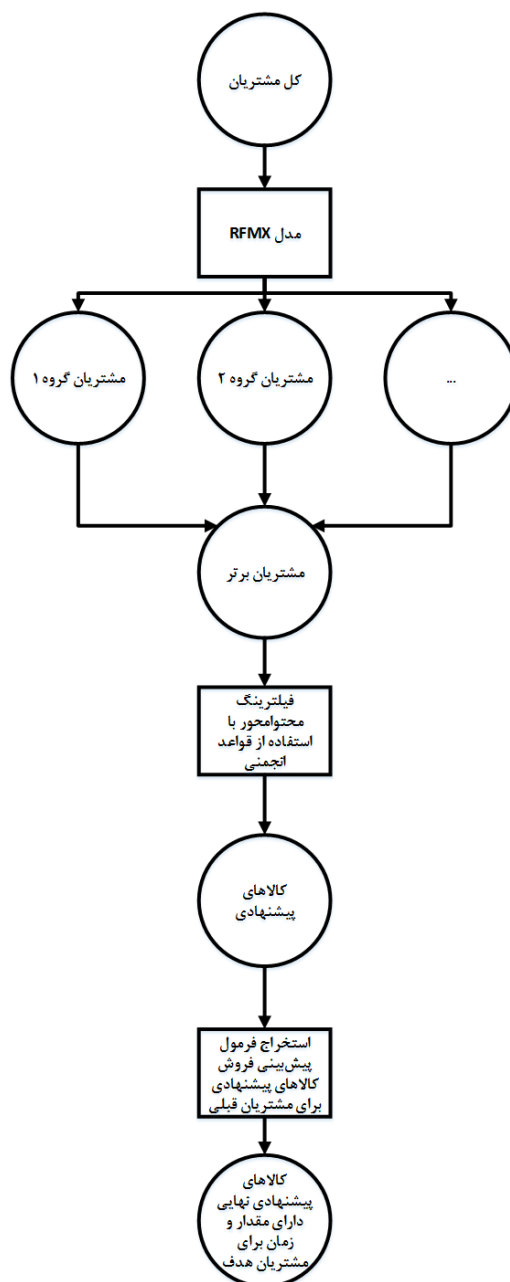 کل مشتریان
مدل RFMX
مشتریان گروه ۱
مشتریان گروه ۲
...
مشتریان برتر
فیلترینگ
محتوامحور با
استفاده از قواعد
انجمنی
کالاهای
پیشنهادی
استخراج فرمول
پیش‌بینی فروش
کالاهای پیشنهادی
برای مشتریان قبلی
کالاهای
پیشنهادی نهایی
دارای مقدار و
زمان برای
مشتریان هدف